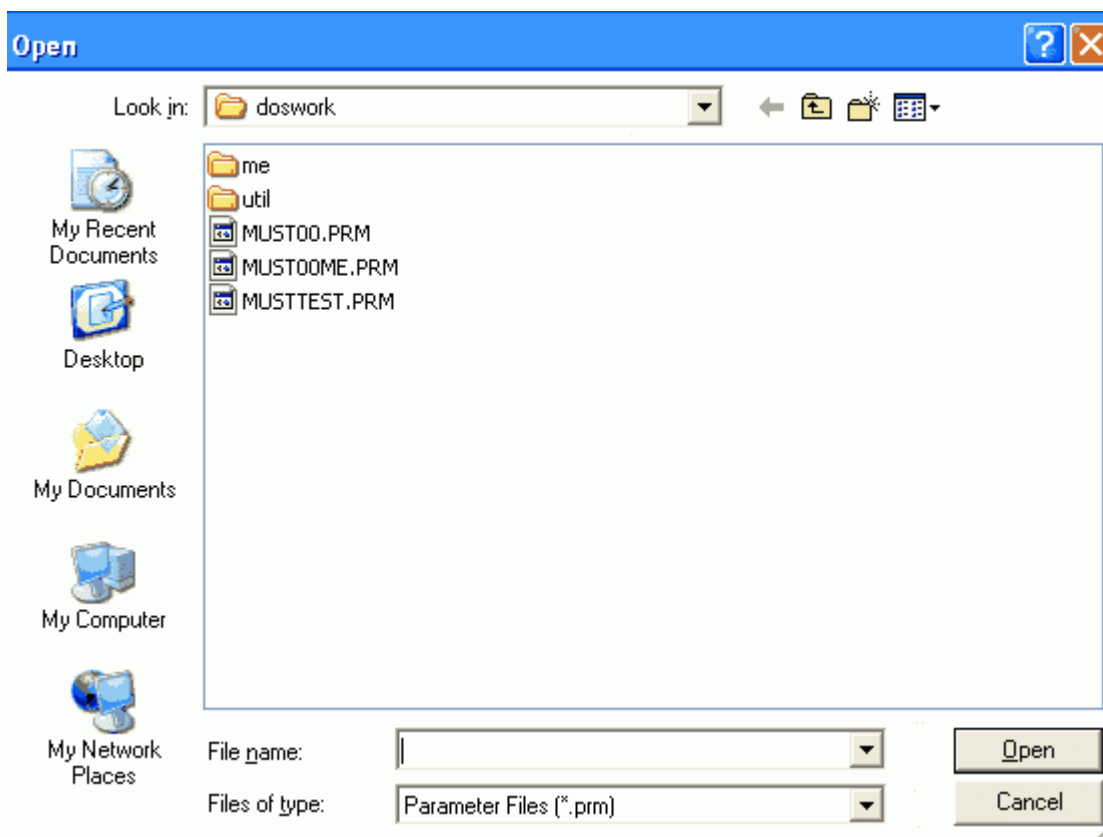 Open
Look in:
doswork
me
util
MUST00.PRM
MUST00ME.PRM
MUSTTEST.PRM
My Recent
Documents
Desktop
My Documents
My Computer
My Network
Places
File name:
Open
Files of type:
Parameter Files (*.prm)
Cancel